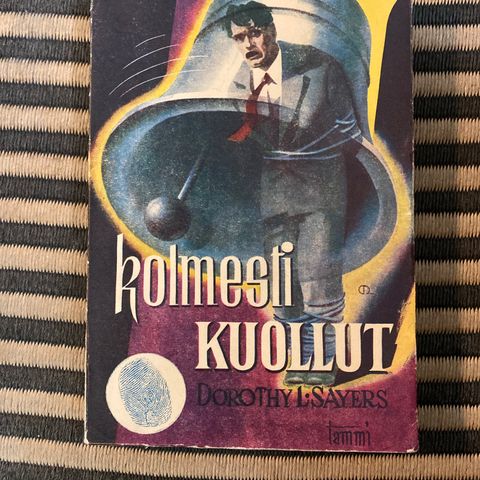 kolmesti
KUOLLUT
DOROTHY L. SAYERS
tammi